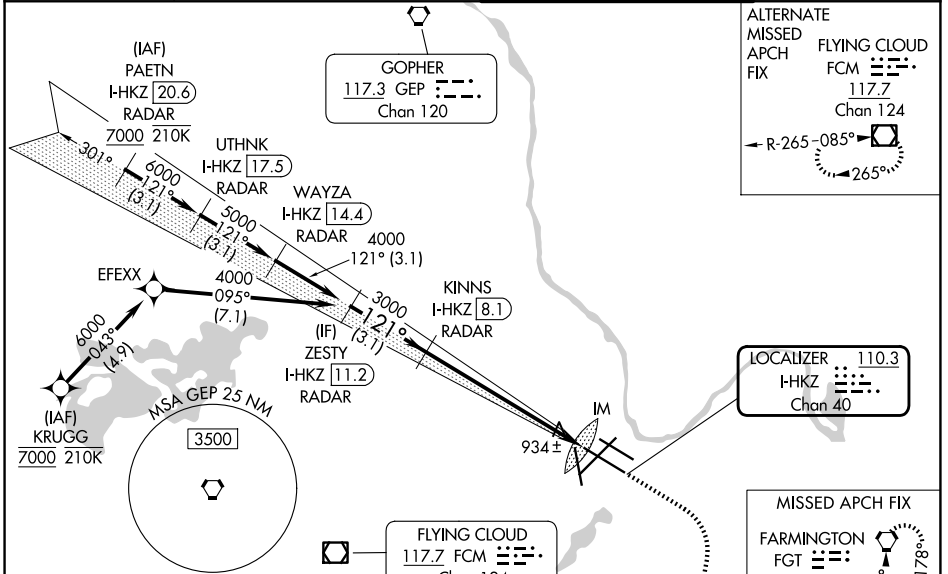 (IAF)
PAETN
I-HKZ 20.6
RADAR
7000 210K
301°
6000
121°
(3.1)
UTHNK
I-HKZ 17.5
RADAR
5000
121°
(3.1)
WAYZA
I-HKZ 14.4
RADAR
4000
121° (3.1)
GOPHER
117.3 GEP
Chan 120
ALTERNATE
MISSED
APCH
FIX
FLYING CLOUD
FCM
117.7
Chan 124
R-265
085°
265°
EFEXX
4000
095°
(7.1)
6000
043°
(4.9)
(IAF)
KRUGG
7000 210K
(IF)
ZESTY
I-HKZ 11.2
RADAR
3000
121°
(3.1)
KINNS
I-HKZ 8.1
RADAR
LOCALIZER 110.3
I-HKZ
Chan 40
IM
934±
MSA GEP 25 NM
3500
FLYING CLOUD
117.7 FCM
MISSED APCH FIX
FARMINGTON
FGT
178°